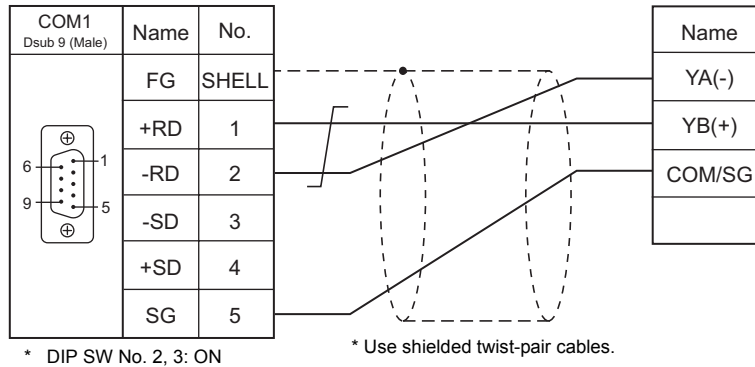 COM1
Dsub 9 (Male)
Name No.
FG SHELL
+RD 1
-RD 2
-SD 3
+SD 4
SG 5
6 1
9 5
* DIP SW No. 2, 3: ON
* Use shielded twist-pair cables.
Name
YA(-)
YB(+)
COM/SG